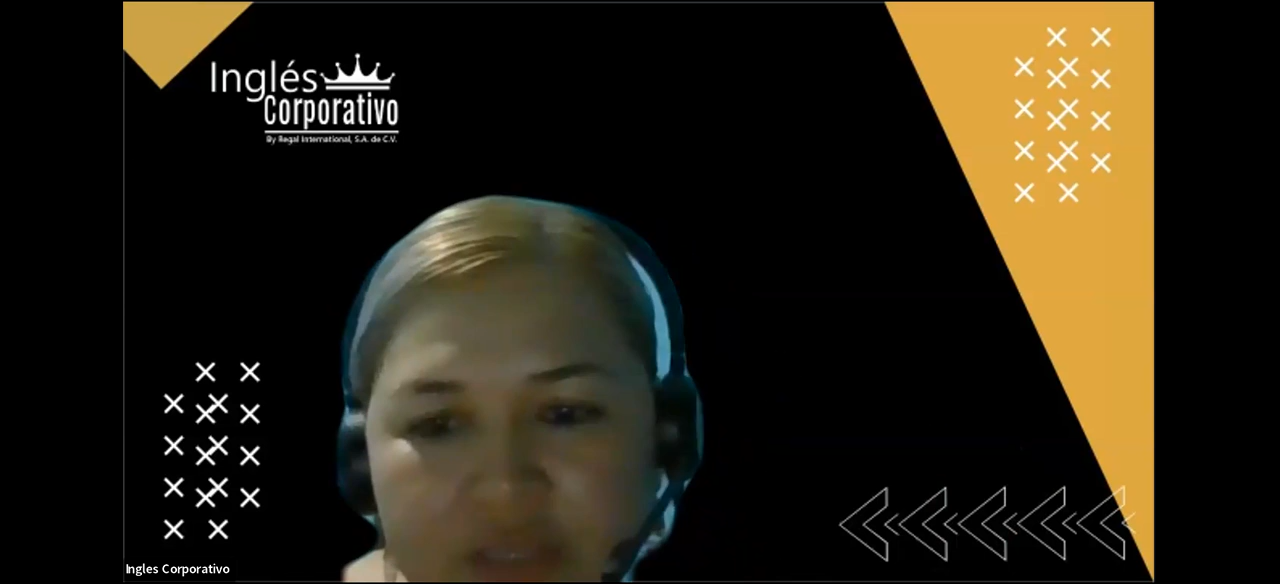 Inglés
Corporativo
By Regal International, S.A. de C.V.
Ingles Corporativo